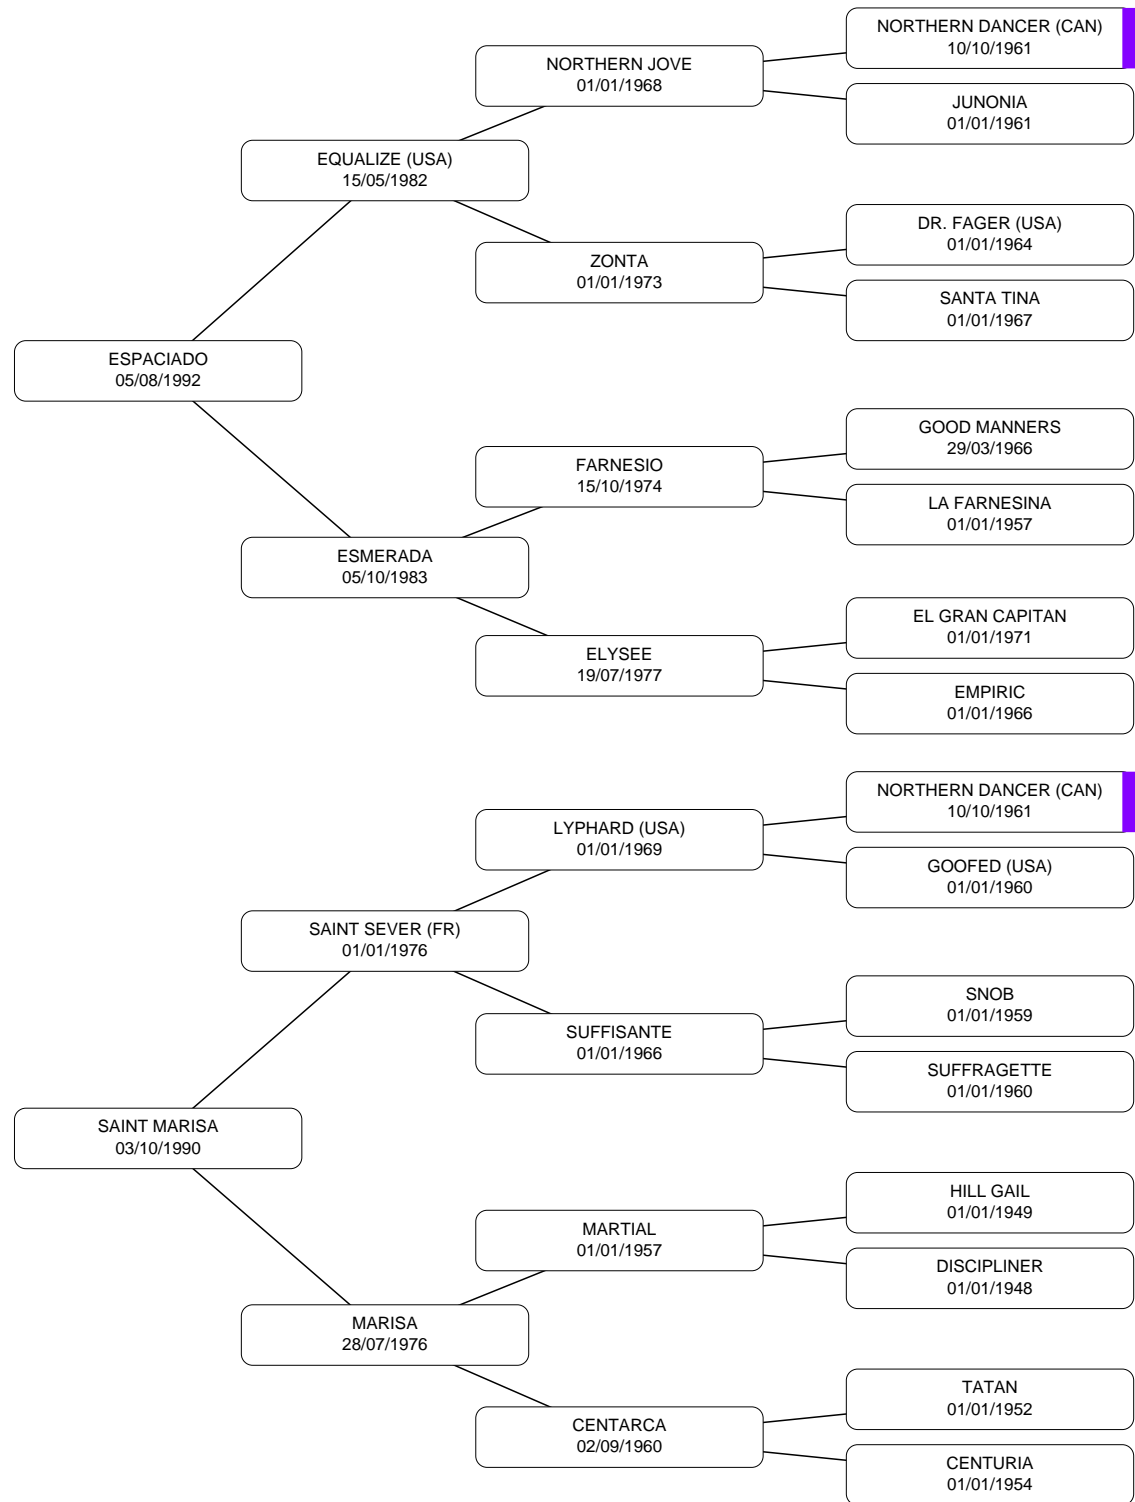 NORTHERN DANCER (CAN)
10/10/1961
NORTHERN JOVE
01/01/1968
JUNONIA
01/01/1961
EQUALIZE (USA)
15/05/1982
DR. FAGER (USA)
01/01/1964
ZONTA
01/01/1973
SANTA TINA
01/01/1967
ESPACIADO
05/08/1992
GOOD MANNERS
29/03/1966
FARNESIO
15/10/1974
LA FARNESINA
01/01/1957
ESMERADA
05/10/1983
EL GRAN CAPITAN
01/01/1971
ELYSEE
19/07/1977
EMPIRIC
01/01/1966
NORTHERN DANCER (CAN)
10/10/1961
LYPHARD (USA)
01/01/1969
GOOFED (USA)
01/01/1960
SAINT SEVER (FR)
01/01/1976
SNOB
01/01/1959
SUFFISANTE
01/01/1966
SUFFRAGETTE
01/01/1960
SAINT MARISA
03/10/1990
HILL GAIL
01/01/1949
MARTIAL
01/01/1957
DISCIPLINER
01/01/1948
MARISA
28/07/1976
TATAN
01/01/1952
CENTARCA
02/09/1960
CENTURIA
01/01/1954